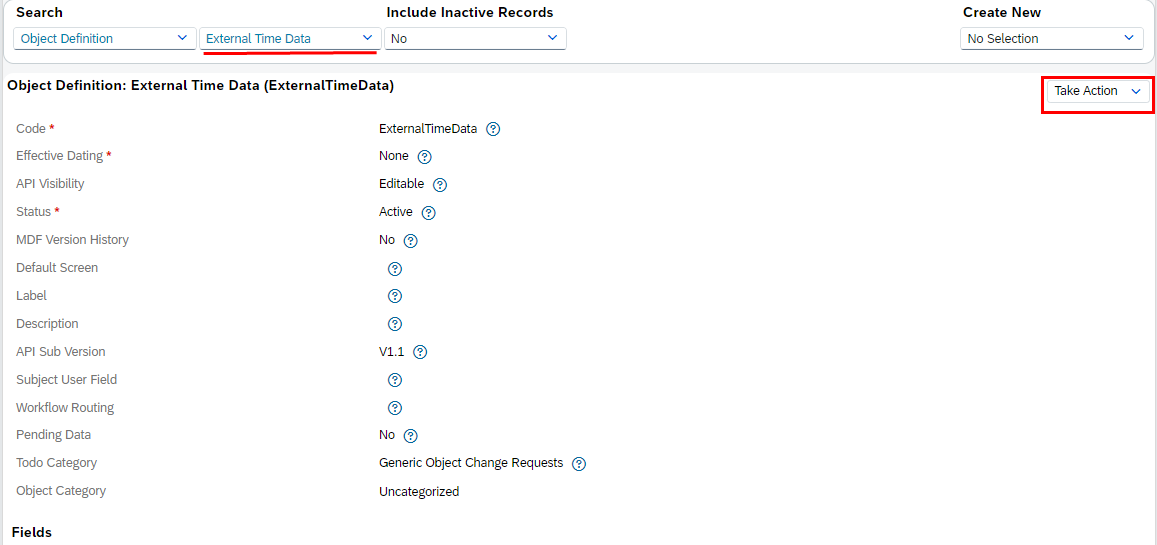 Search Include Inactive Records Create New
Object Definition External Time Data No No Selection
Object Definition: External Time Data (ExternalTimeData) Take Action
Code * ExternalTimeData ?
Effective Dating * None ?
API Visibility Editable ?
Status * Active ?
MDF Version History No ?
Default Screen ?
Label ?
Description ?
API Sub Version V1.1 ?
Subject User Field ?
Workflow Routing ?
Pending Data No ?
Todo Category Generic Object Change Requests ?
Object Category Uncategorized
Fields